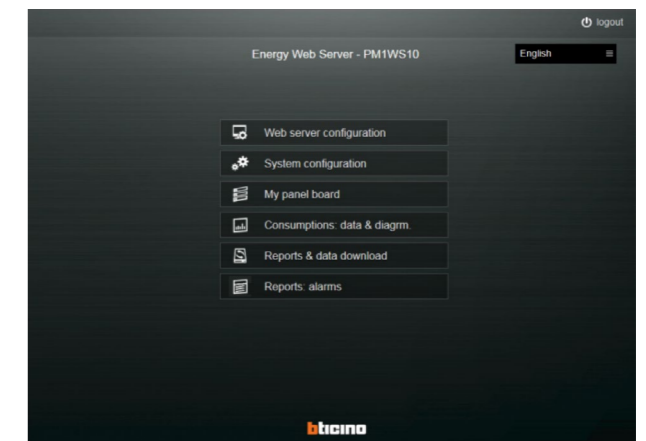 logout
Energy Web Server - PM1WS10
English
Web server configuration
System configuration
My panel board
Consumptions: data & diagrm.
Reports & data download
Reports: alarms
bticino